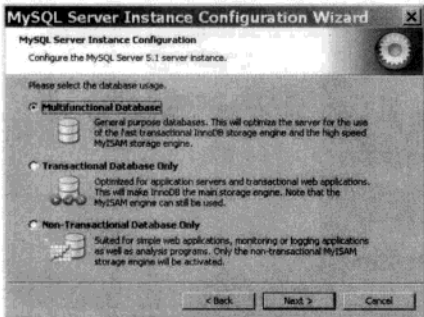 MySQL Server Instance Configuration Wizard
MySQL Server Instance Configuration
Configure the MySQL Server 5.1 server instance.
Please select the database usage.
Multifunctional Database
General purpose databases. This will optimize the server for the use
of the fast transactional InnoDB storage engine and the high speed
MyISAM storage engine.
Transactional Database Only
Optimized for application servers and transactional web applications.
This will make InnoDB the main storage engine. Note that the
MyISAM engine can still be used.
Non-Transactional Database Only
Suited for simple web applications, monitoring or logging applications
as well as analysis programs. Only the non-transactional MyISAM
storage engine will be activated.
< Back
Next >
Cancel